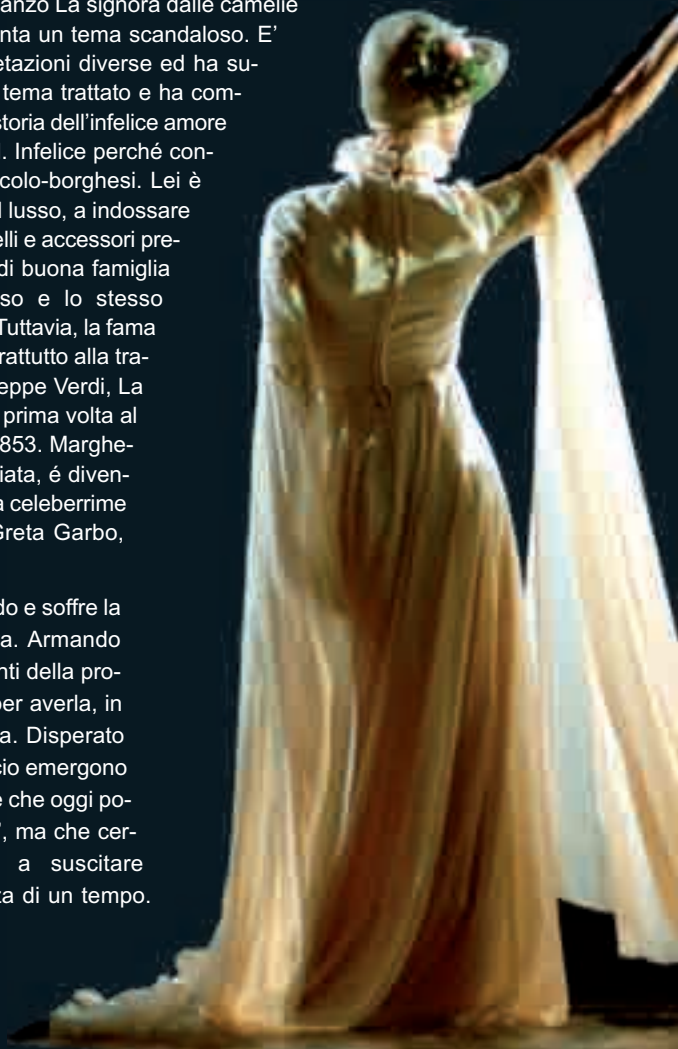 anzo La signora dalle camelie
nta un tema scandaloso. E'
etazioni diverse ed ha su-
tema trattato e ha com-
storia dell'infelice amore
. Infelice perché con-
colo-borghesi. Lei è
l lusso, a indossare
elli e accessori pre-
di buona famiglia
so e lo stesso
Tuttavia, la fama
rattutto alla tra-
eppe Verdi, La
prima volta al
853. Marghe-
iata, é diven-
a celeberrime
Greta Garbo,
do e soffre la
a. Armando
nti della pro-
per averla, in
a. Disperato
cio emergono
e che oggi po-
', ma che cer-
a suscitare
za di un tempo.